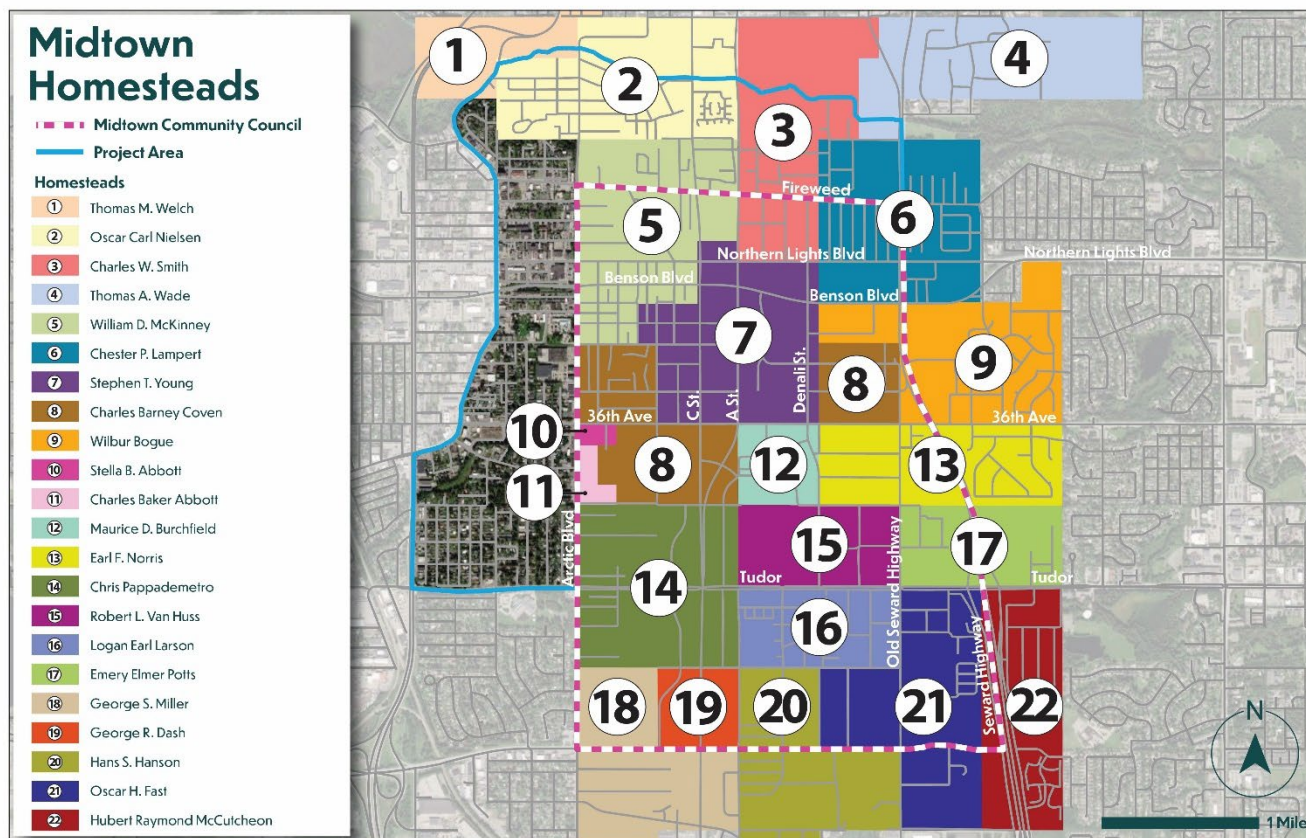 Midtown
Homesteads
Midtown Community Council
Project Area
Homesteads
1 Thomas M. Welch
2 Oscar Carl Nielsen
3 Charles W. Smith
4 Thomas A. Wade
5 William D. McKinney
6 Chester P. Lampert
7 Stephen T. Young
8 Charles Barney Coven
9 Wilbur Bogue
10 Stella B. Abbott
11 Charles Baker Abbott
12 Maurice D. Burchfield
13 Earl F. Norris
14 Chris Pappademetro
15 Robert L. Van Huss
16 Logan Earl Larson
17 Emery Elmer Potts
18 George S. Miller
19 George R. Dash
20 Hans S. Hanson
21 Oscar H. Fast
22 Hubert Raymond McCutcheon
1
2
4
3
Fireweed
5
6
Northern Lights Blvd
Northern Lights Blvd
Benson Blvd
Benson Blvd
7
9
8
C St.
A St.
Denali St.
36th Ave
36th Ave
10
8
12
13
11
Arctic Blvd
15
17
Old Seward Highway
Tudor
Tudor
14
16
Seward Highway
18
19
20
21
22
N
1 Mile